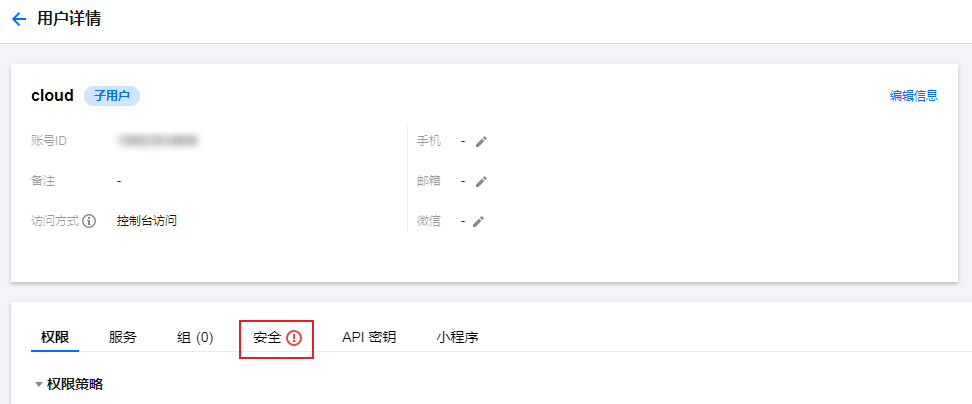 用户详情
cloud 子用户 编辑信息
账号ID 手机 -
备注 - 邮箱 -
访问方式 控制台访问 微信 -
权限 服务 组 (0) 安全 API 密钥 小程序
权限策略